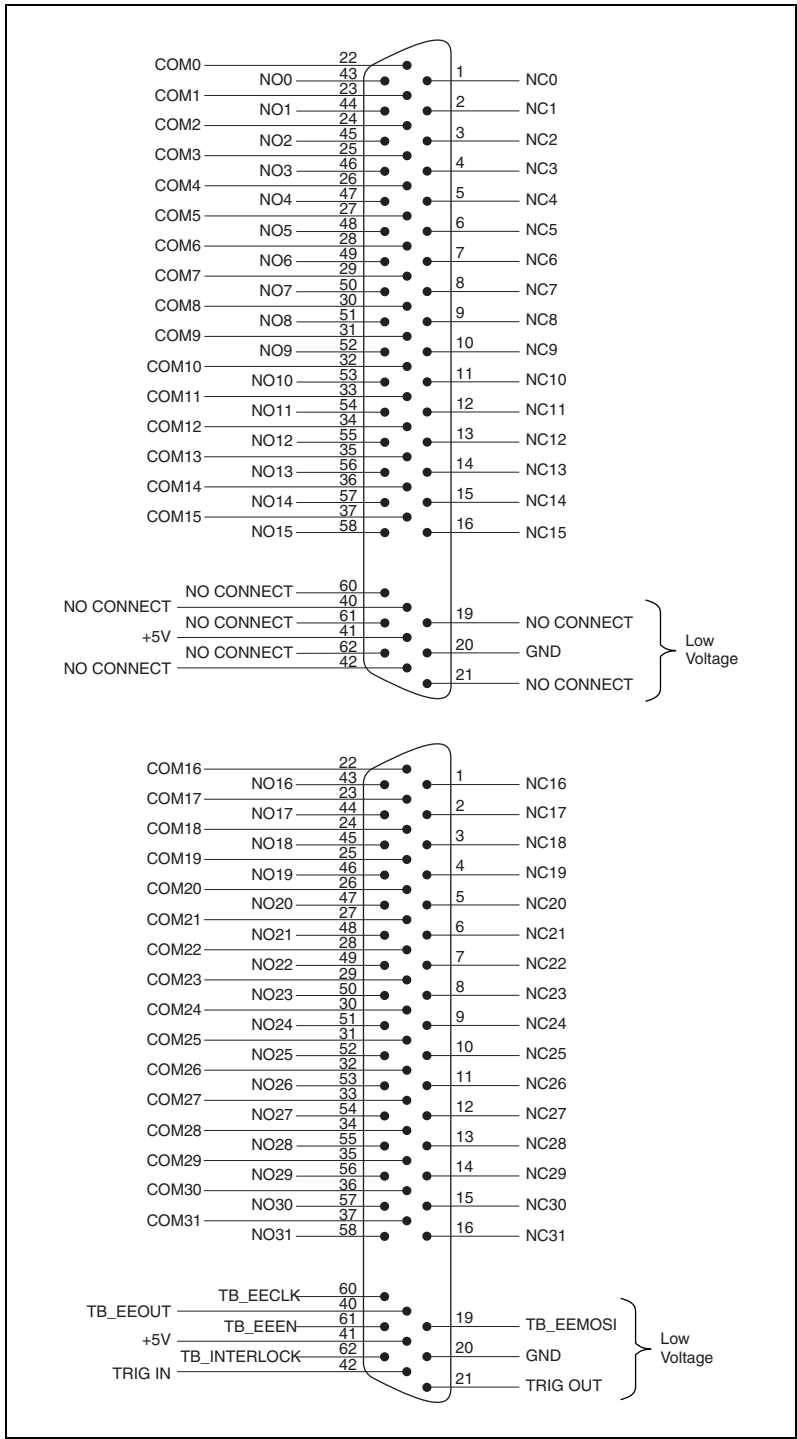 COM0 22
NO0 43 1 NC0
COM1 23
NO1 44 2 NC1
COM2 24
NO2 45 3 NC2
COM3 25
NO3 46 4 NC3
COM4 26
NO4 47 5 NC4
COM5 27
NO5 48 6 NC5
COM6 28
NO6 49 7 NC6
COM7 29
NO7 50 8 NC7
COM8 30
NO8 51 9 NC8
COM9 31
NO9 52 10 NC9
COM10 32
NO10 53 11 NC10
COM11 33
NO11 54 12 NC11
COM12 34
NO12 55 13 NC12
COM13 35
NO13 56 14 NC13
COM14 36
NO14 57 15 NC14
COM15 37
NO15 58 16 NC15
NO CONNECT 60
NO CONNECT 40
NO CONNECT 61 19 NO CONNECT
+5V 41
NO CONNECT 62 20 GND
NO CONNECT 42
21 NO CONNECT
Low
Voltage
COM16 22
NO16 43 1 NC16
COM17 23
NO17 44 2 NC17
COM18 24
NO18 45 3 NC18
COM19 25
NO19 46 4 NC19
COM20 26
NO20 47 5 NC20
COM21 27
NO21 48 6 NC21
COM22 28
NO22 49 7 NC22
COM23 29
NO23 50 8 NC23
COM24 30
NO24 51 9 NC24
COM25 31
NO25 52 10 NC25
COM26 32
NO26 53 11 NC26
COM27 33
NO27 54 12 NC27
COM28 34
NO28 55 13 NC28
COM29 35
NO29 56 14 NC29
COM30 36
NO30 57 15 NC30
COM31 37
NO31 58 16 NC31
TB_EECLK 60
TB_EEOUT 40
TB_EEEN 61 19 TB_EEMOSI
+5V 41
TB_INTERLOCK 62 20 GND
TRIG IN 42
21 TRIG OUT
Low
Voltage